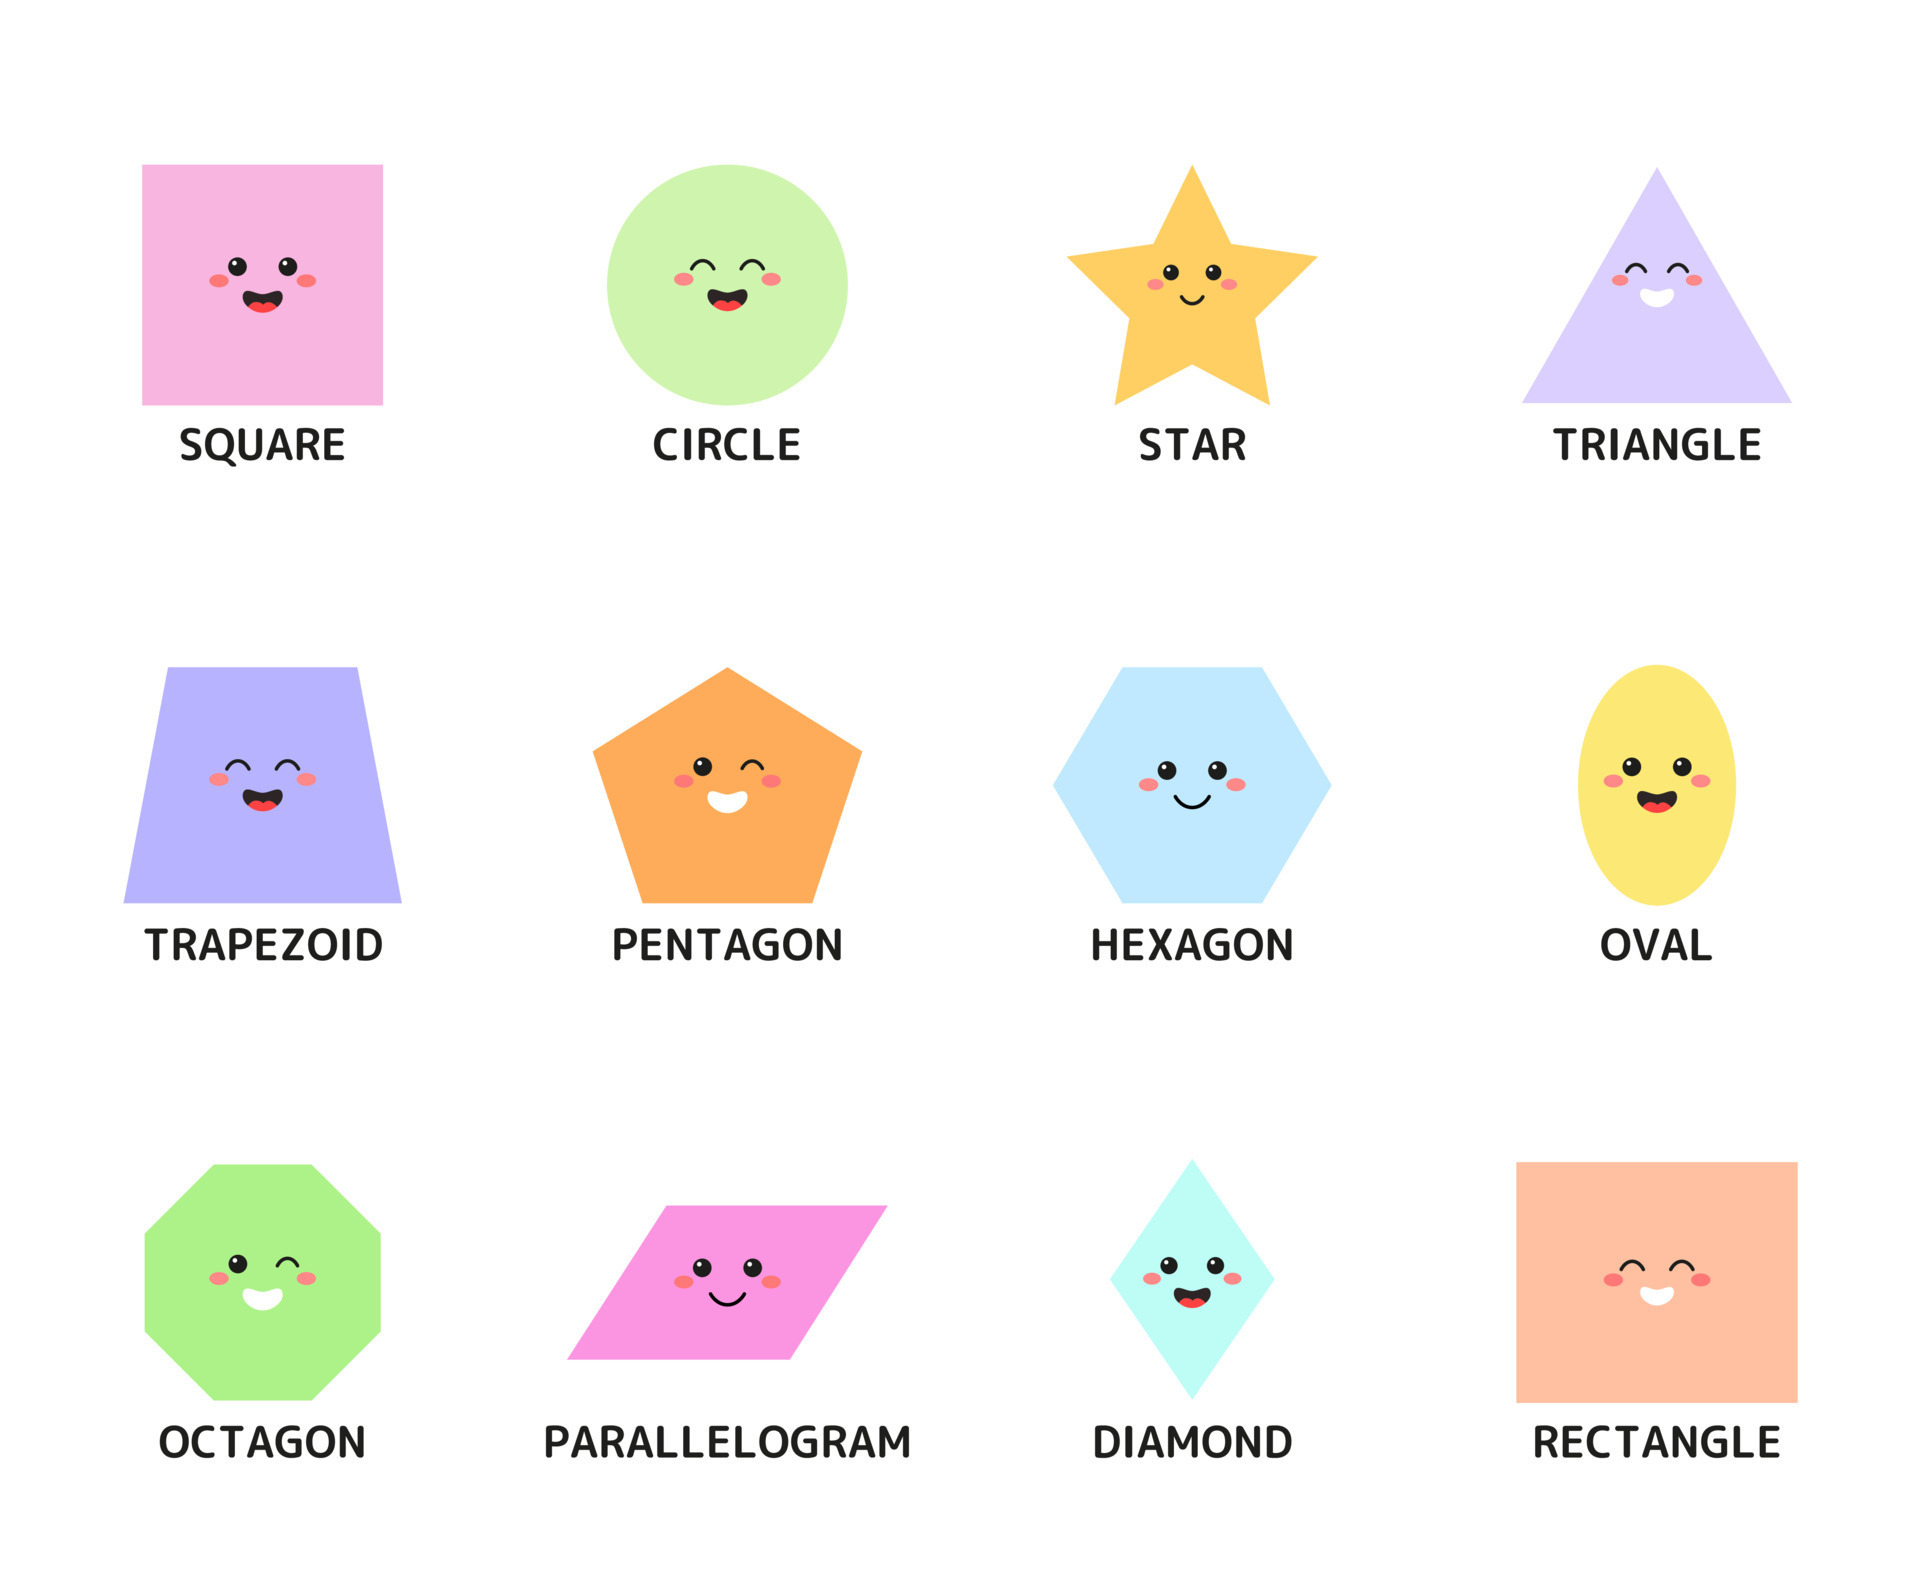 SQUARE
CIRCLE
STAR
TRIANGLE
TRAPEZOID
PENTAGON
HEXAGON
OVAL
OCTAGON
PARALLELOGRAM
DIAMOND
RECTANGLE